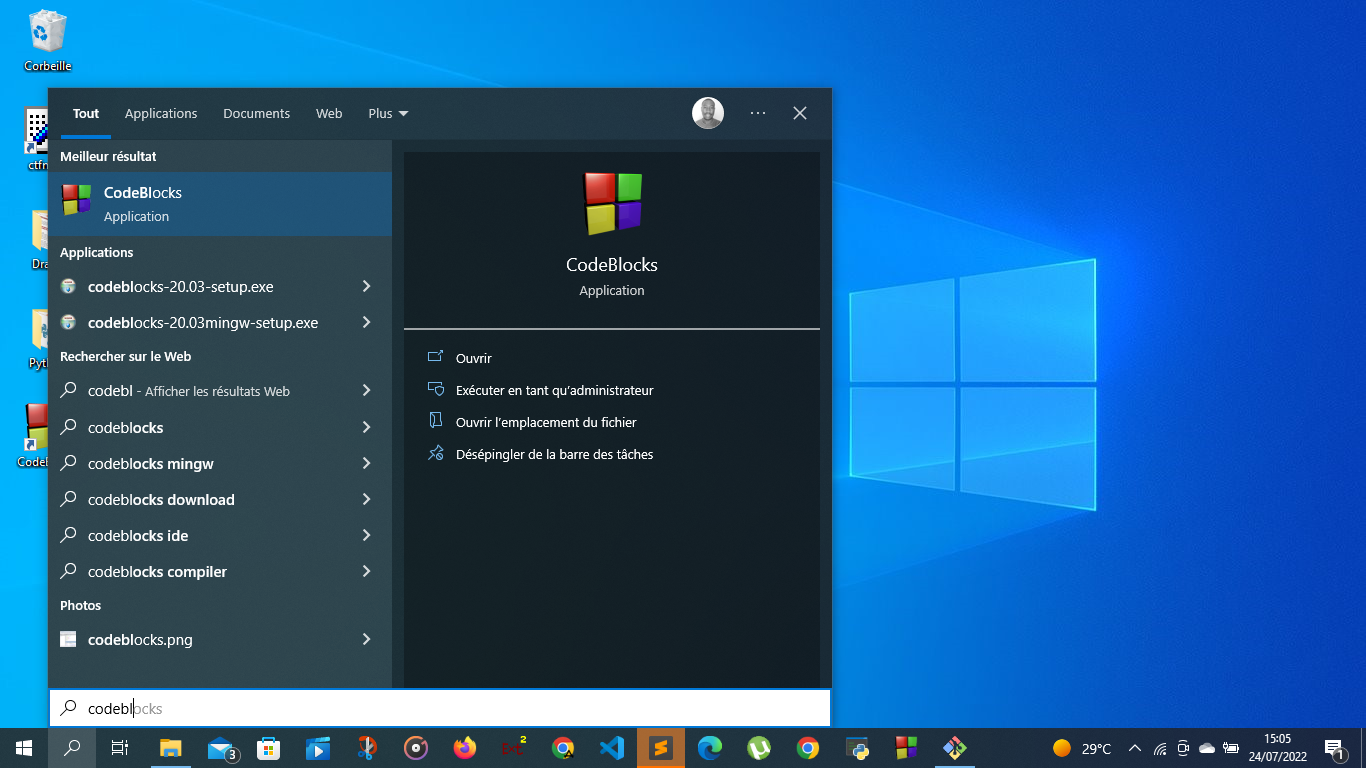 Corbeille
Tout Applications Documents Web Plus
Meilleur résultat
CodeBlocks
Application
Applications
codeblocks-20.03-setup.exe
codeblocks-20.03mingw-setup.exe
Rechercher sur le Web
codebl - Afficher les résultats Web
codeblocks
codeblocks mingw
codeblocks download
codeblocks ide
codeblocks compiler
Photos
codeblocks.png
CodeBlocks
Application
Ouvrir
Exécuter en tant qu'administrateur
Ouvrir l'emplacement du fichier
Désépingler de la barre des tâches
ctfn
Dra
Pyt
CodeB
codeblocks
3
Ext2
29°C
15:05
24/07/2022
1